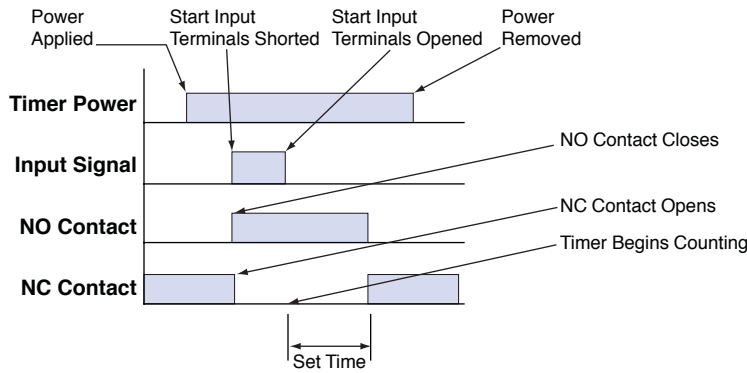 Power
Applied
Start Input
Terminals Shorted
Start Input
Terminals Opened
Power
Removed
Timer Power
Input Signal
NO Contact Closes
NO Contact
NC Contact Opens
Timer Begins Counting
NC Contact
Set Time